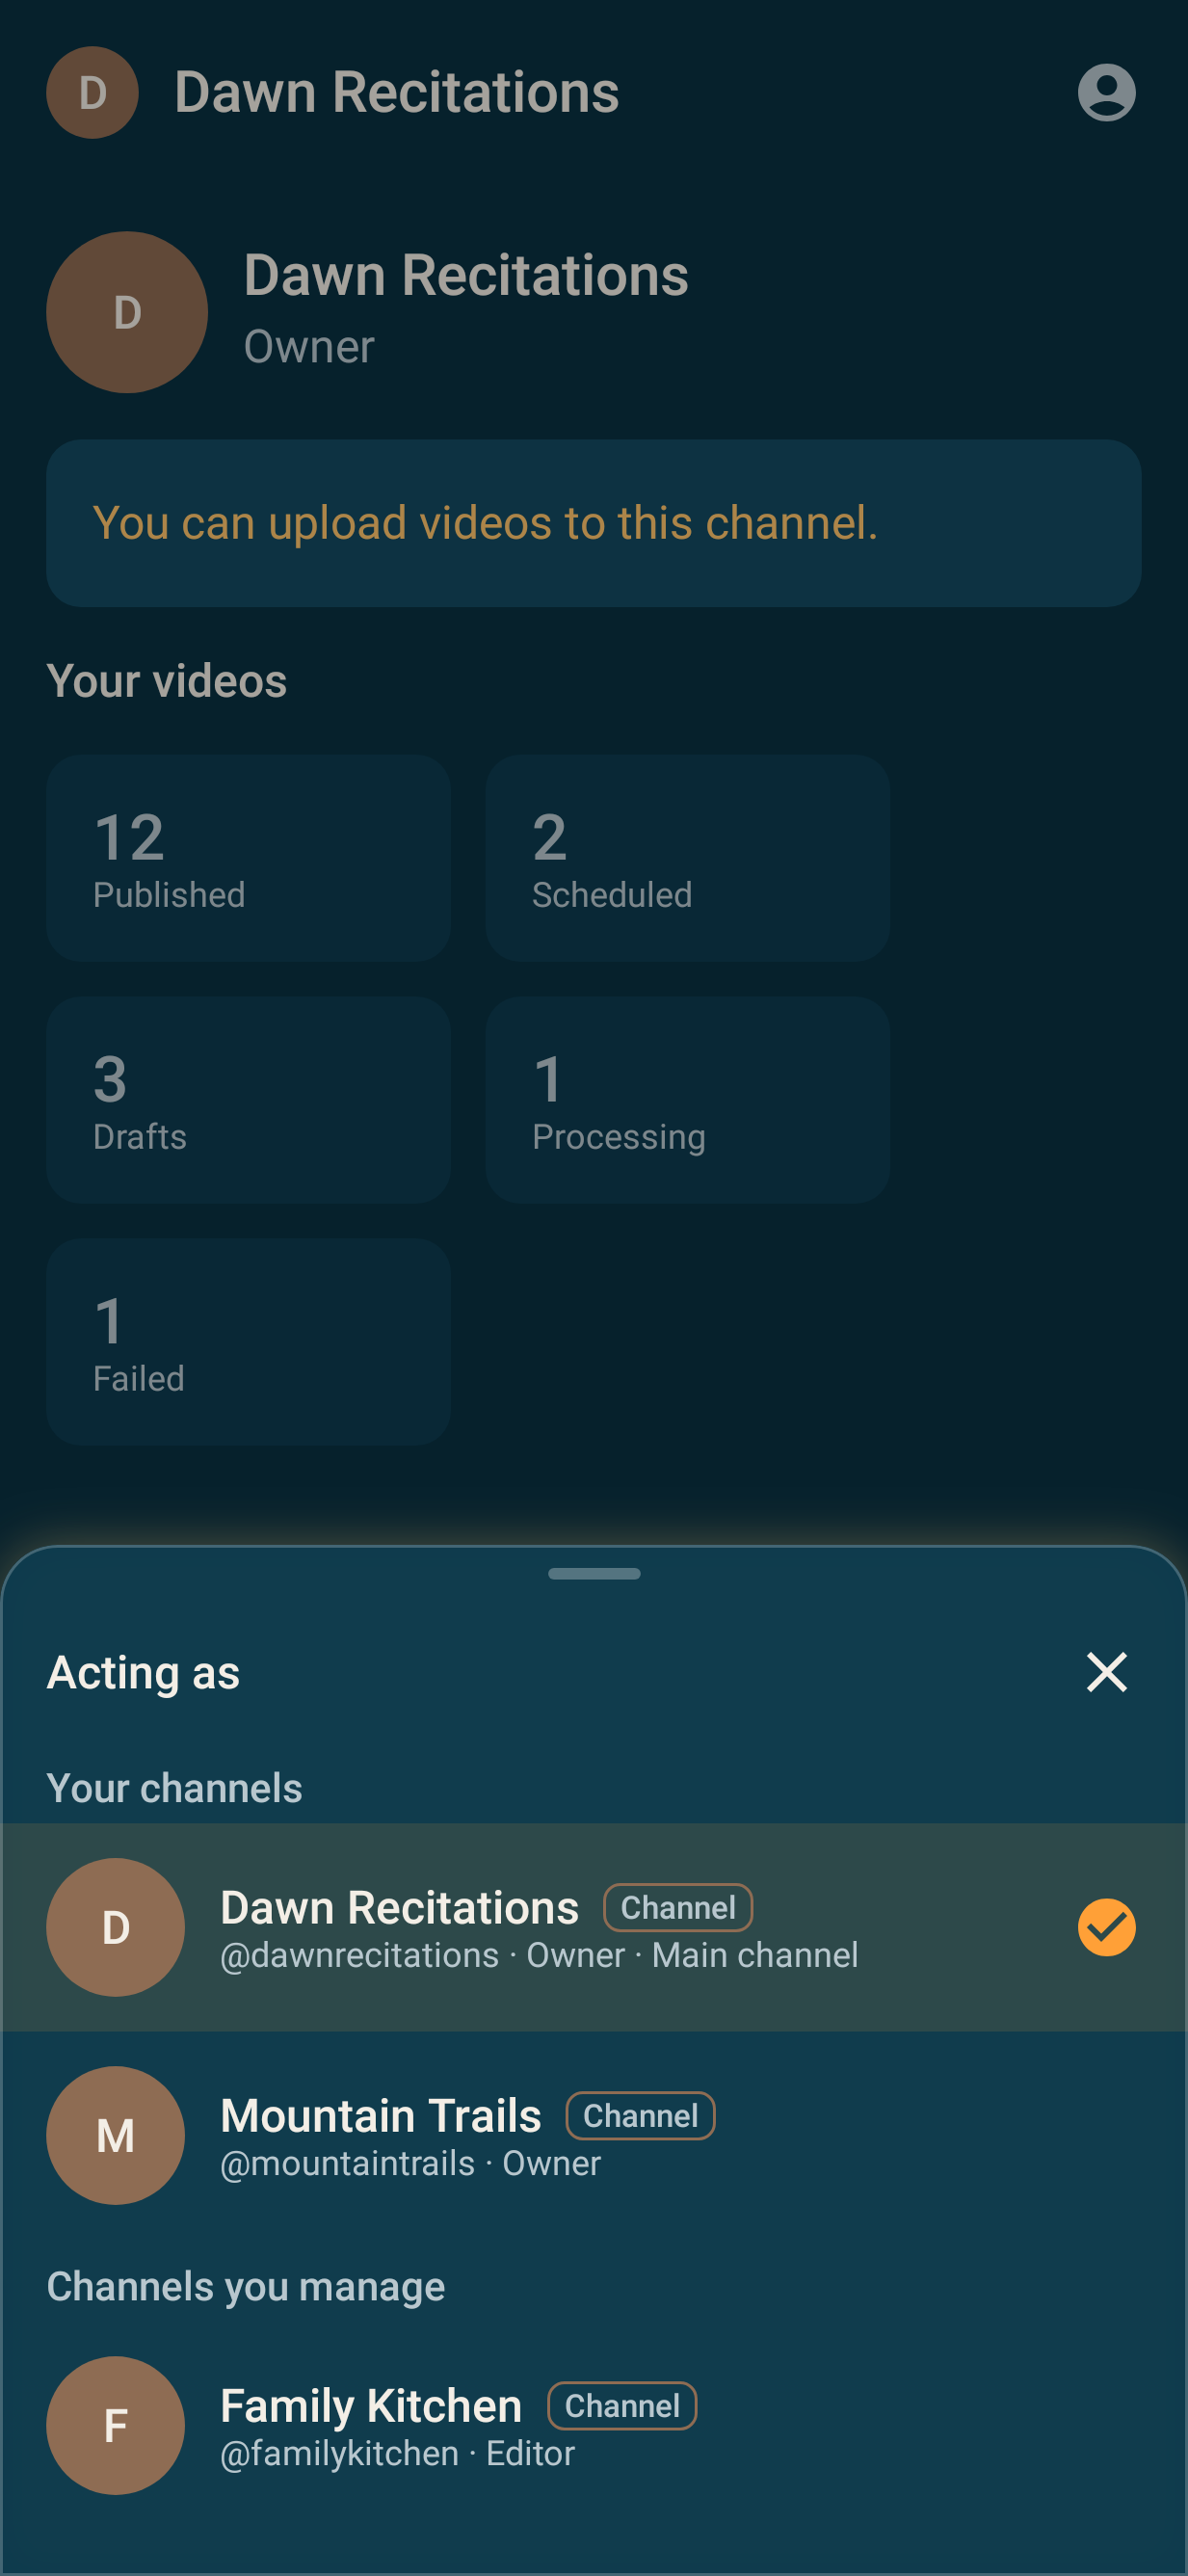 D Dawn Recitations
D
Dawn Recitations
Owner
You can upload videos to this channel.
Your videos
12
Published
2
Scheduled
3
Drafts
1
Processing
1
Failed
Acting as
Your channels
D
Dawn Recitations Channel
@dawnrecitations · Owner · Main channel
M
Mountain Trails Channel
@mountaintrails · Owner
Channels you manage
F
Family Kitchen Channel
@familykitchen · Editor